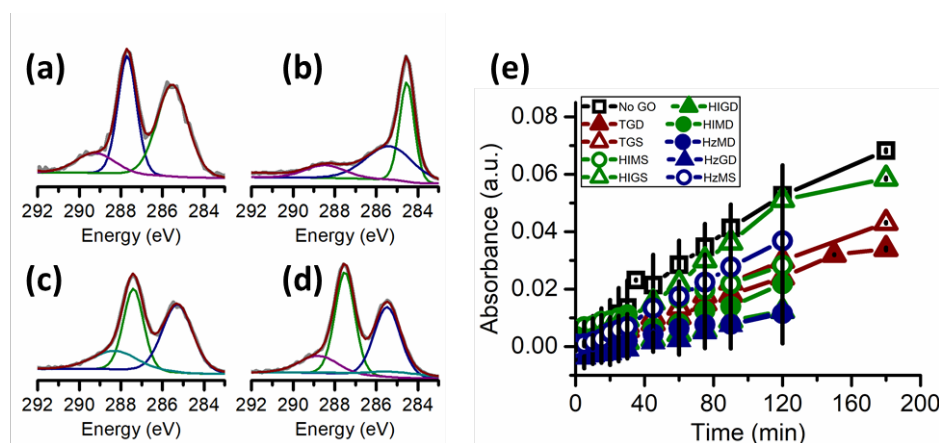 (a)
292 290 288 286 284
Energy (eV)
(b)
292 290 288 286 284
Energy (eV)
(c)
292 290 288 286 284
Energy (eV)
(d)
292 290 288 286 284
Energy (eV)
(e)
Absorbance (a.u.)
0.08
0.06
0.04
0.02
0.00
No GO
TGD
TGS
HIMS
HIGS
HIGD
HIMD
HzMD
HzGD
HzMS
0 40 80 120 160 200
Time (min)